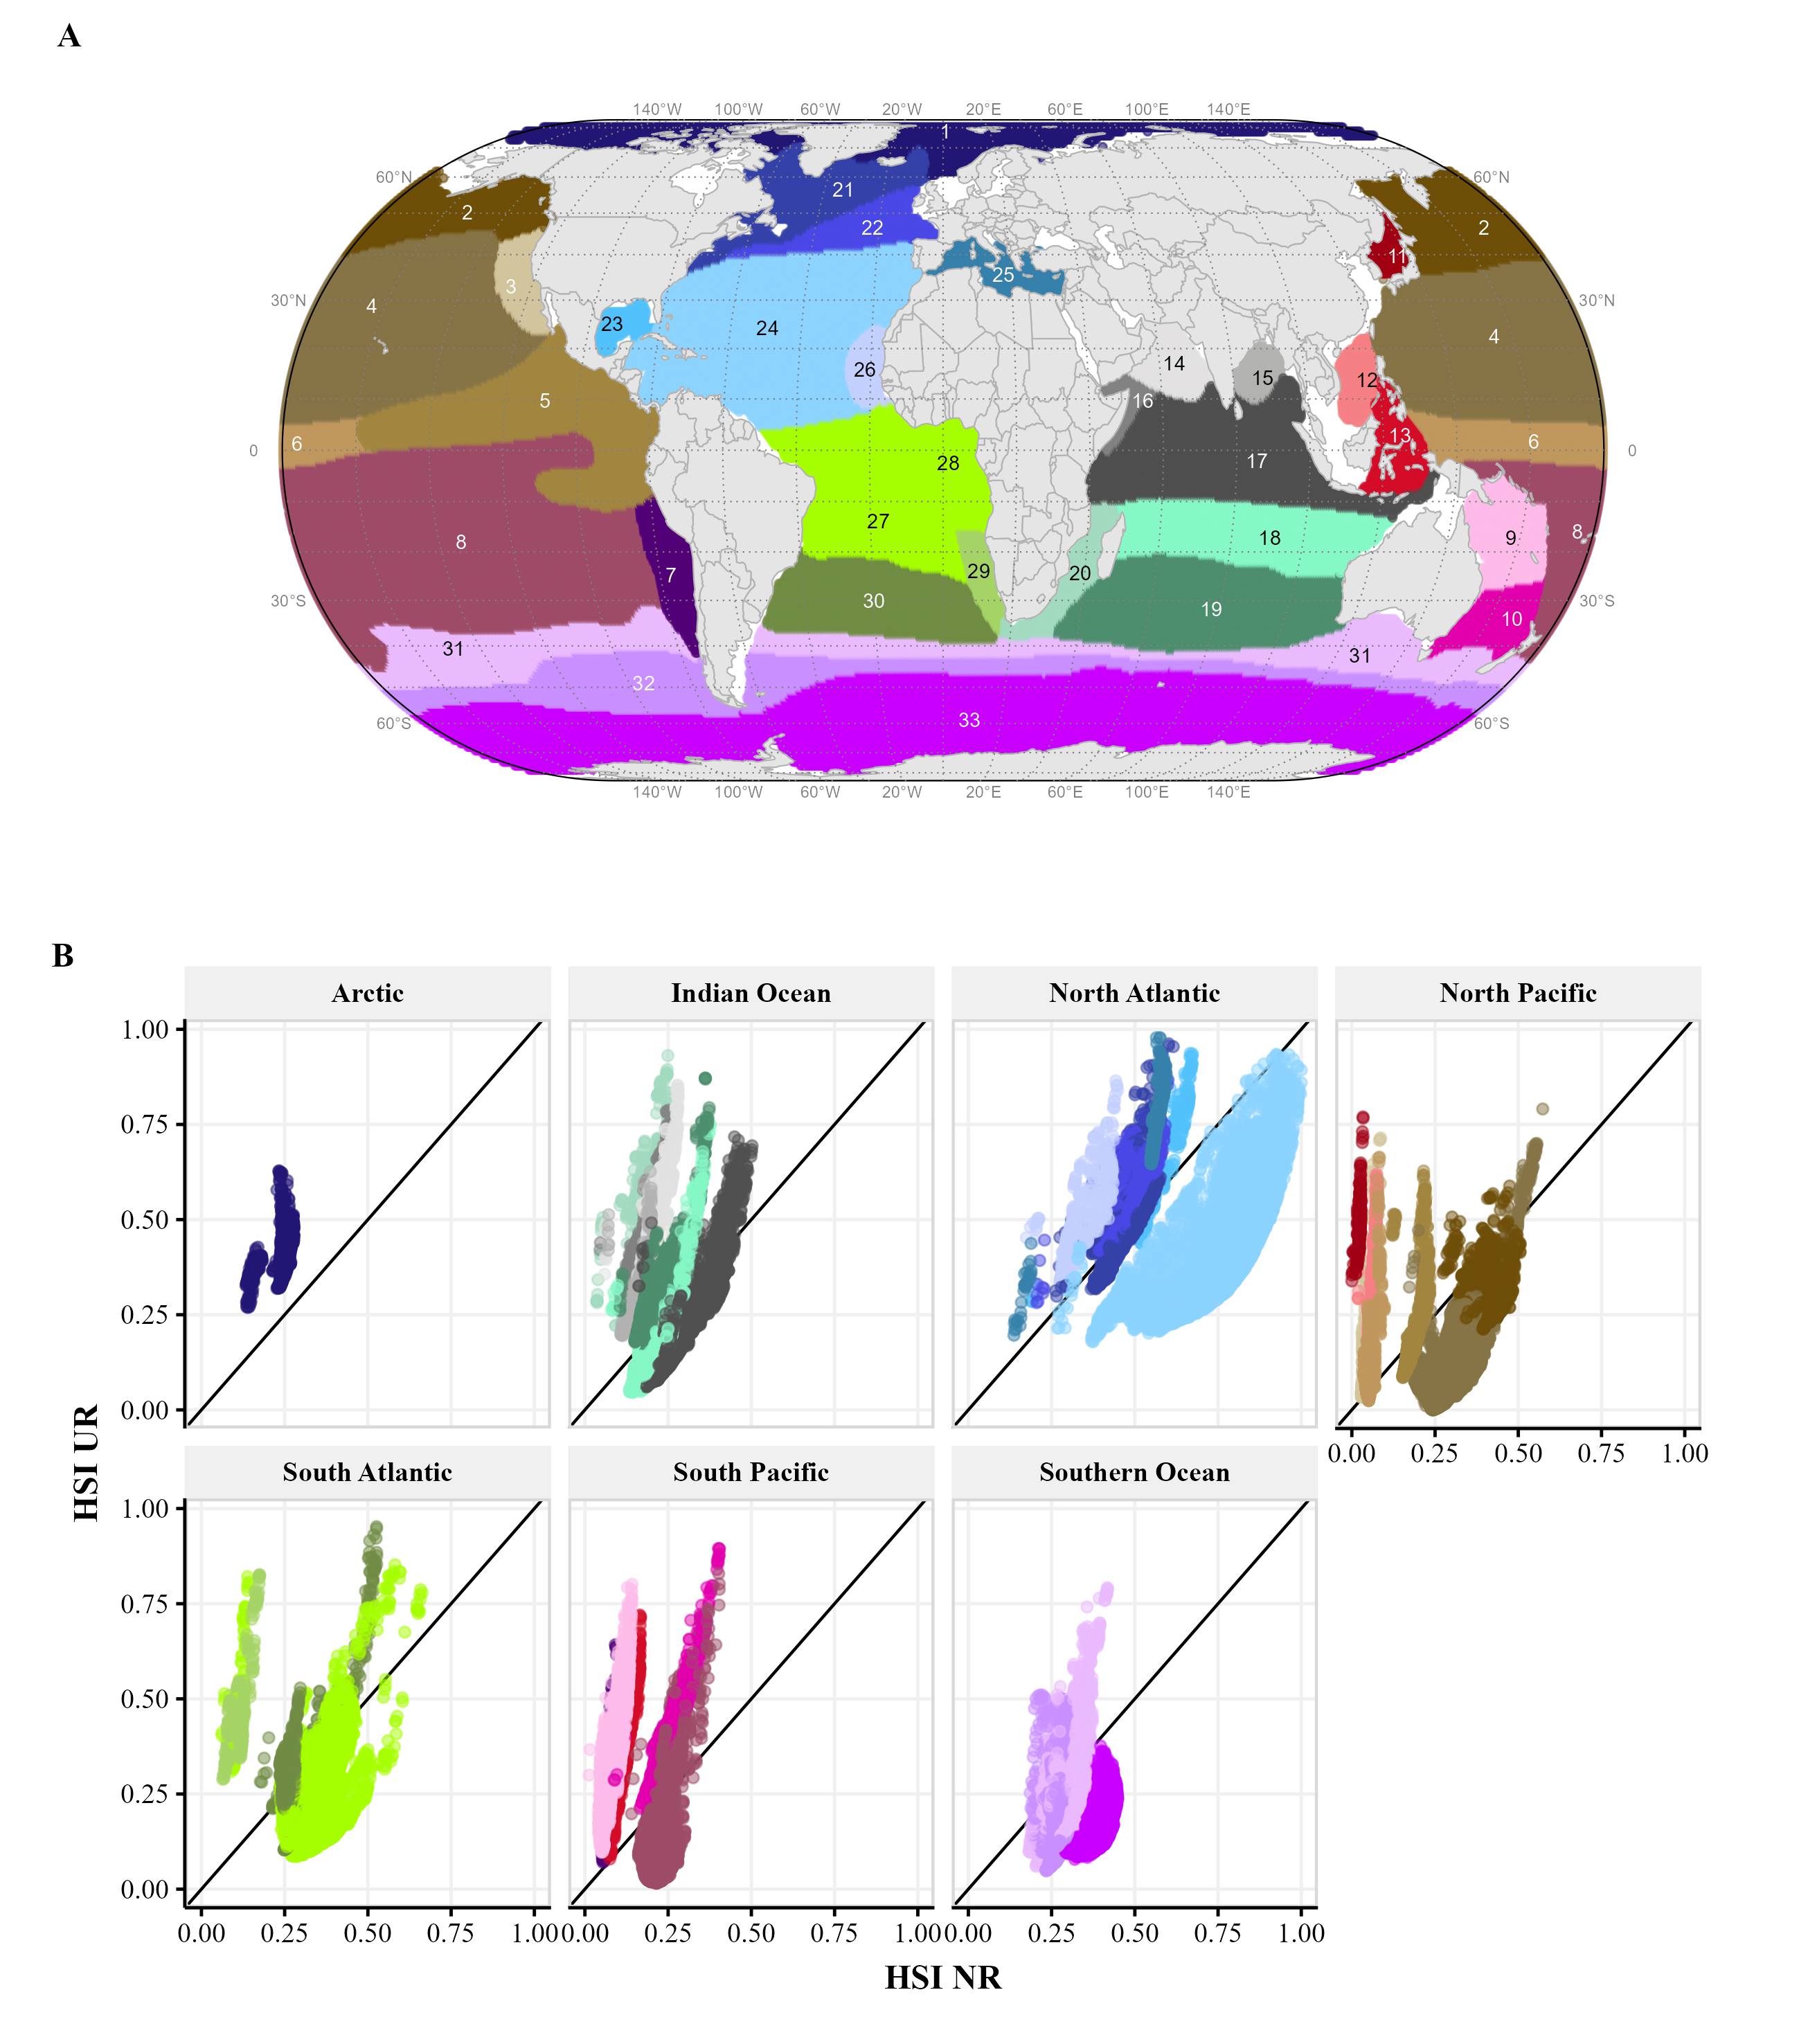 A
140°W 100°W 60°W 20°W 20°E 60°E 100°E 140°E
1
60°N 21 60°N
2 22 2
11
25
3
30°N 4 30°N
23 24 4
14
26 15 12
5 16
6 13 6
0 28 17 0
27
8 18 9 8
7 29 20
30°S 30 19 10 30°S
31 31
32
60°S 33 60°S
140°W 100°W 60°W 20°W 20°E 60°E 100°E 140°E
B
Arctic Indian Ocean North Atlantic North Pacific
1.00
0.75
0.50
0.25
0.00
0.00 0.25 0.50 0.75 1.00
HSI UR
South Atlantic South Pacific Southern Ocean
1.00
0.75
0.50
0.25
0.00
0.00 0.25 0.50 0.75 1.00 0.00 0.25 0.50 0.75 1.00 0.00 0.25 0.50 0.75 1.00
HSI NR